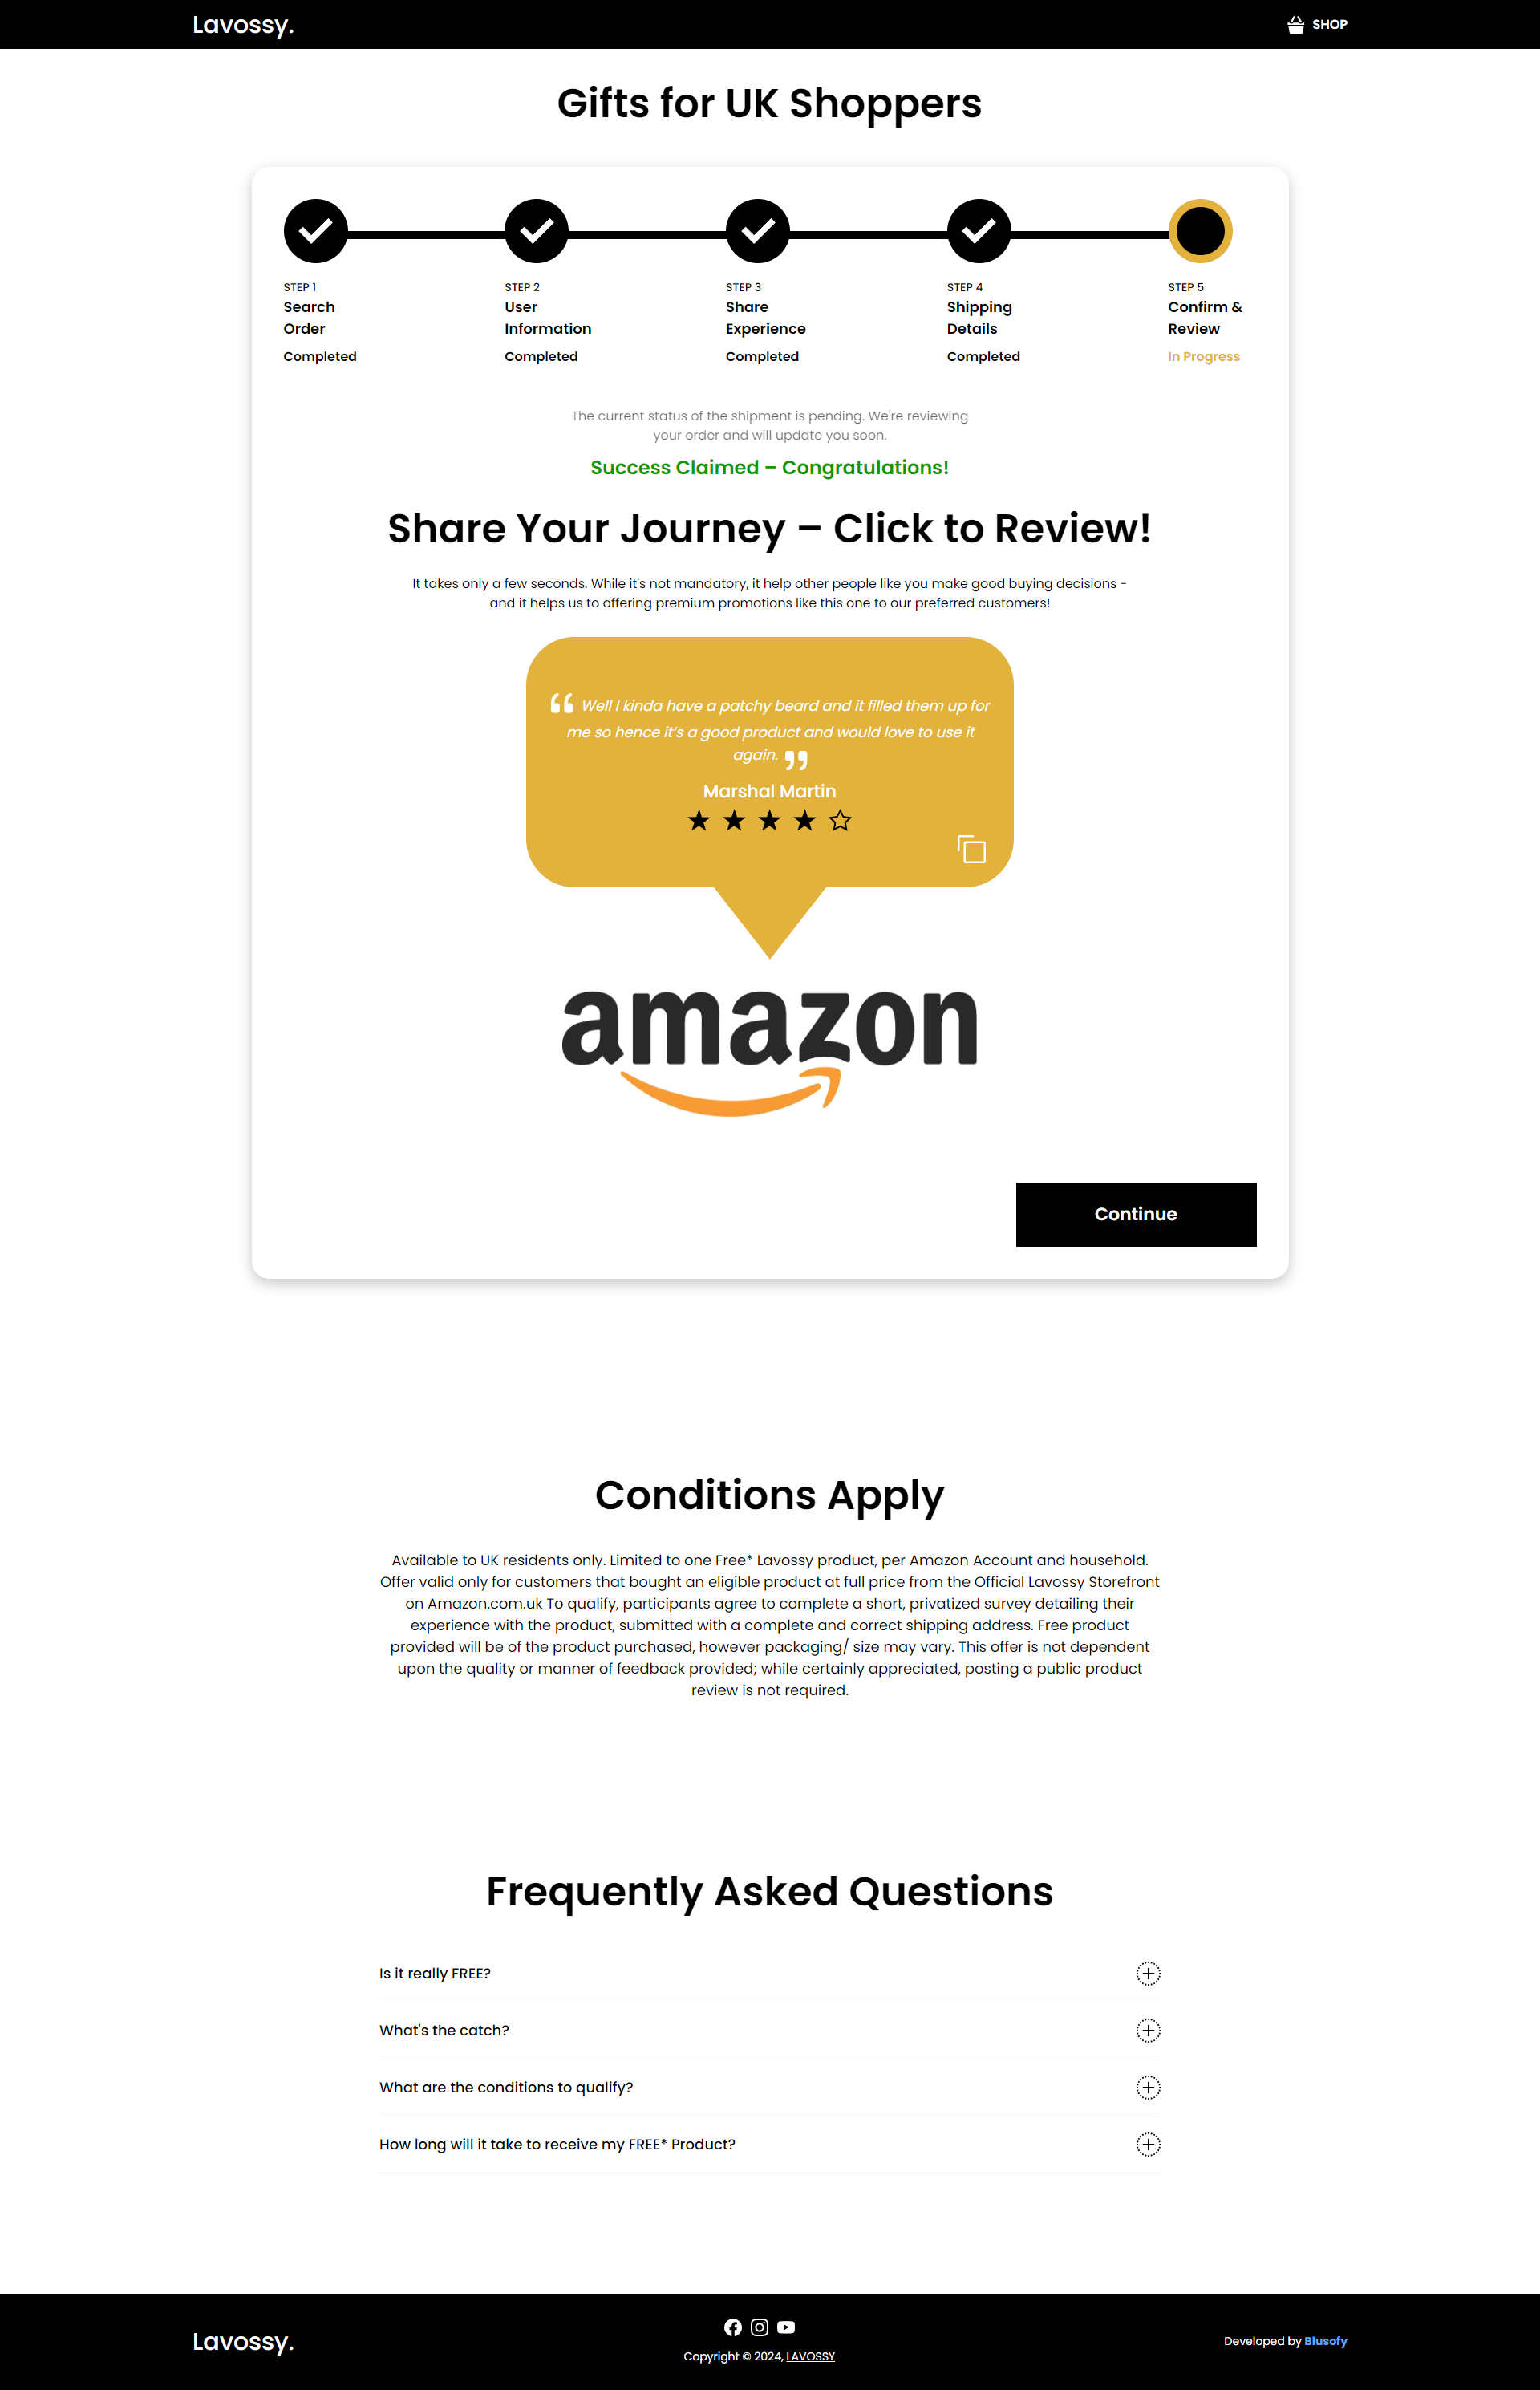 Lavossy.
SHOP
Gifts for UK Shoppers
STEP 1
Search
Order
Completed
STEP 2
User
Information
Completed
STEP 3
Share
Experience
Completed
STEP 4
Shipping
Details
Completed
STEP 5
Confirm &
Review
In Progress
The current status of the shipment is pending. We're reviewing
your order and will update you soon.
Success Claimed – Congratulations!
Share Your Journey – Click to Review!
It takes only a few seconds. While it's not mandatory, it help other people like you make good buying decisions -
and it helps us to offering premium promotions like this one to our preferred customers!
“ Well I kinda have a patchy beard and it filled them up for
me so hence it’s a good product and would love to use it
again. ”
Marshal Martin
amazon
Continue
Conditions Apply
Available to UK residents only. Limited to one Free* Lavossy product, per Amazon Account and household.
Offer valid only for customers that bought an eligible product at full price from the Official Lavossy Storefront
on Amazon.com.uk To qualify, participants agree to complete a short, privatized survey detailing their
experience with the product, submitted with a complete and correct shipping address. Free product
provided will be of the product purchased, however packaging/ size may vary. This offer is not dependent
upon the quality or manner of feedback provided; while certainly appreciated, posting a public product
review is not required.
Frequently Asked Questions
Is it really FREE?
What's the catch?
What are the conditions to qualify?
How long will it take to receive my FREE* Product?
Lavossy.
Copyright © 2024, LAVOSSY
Developed by Blusofy